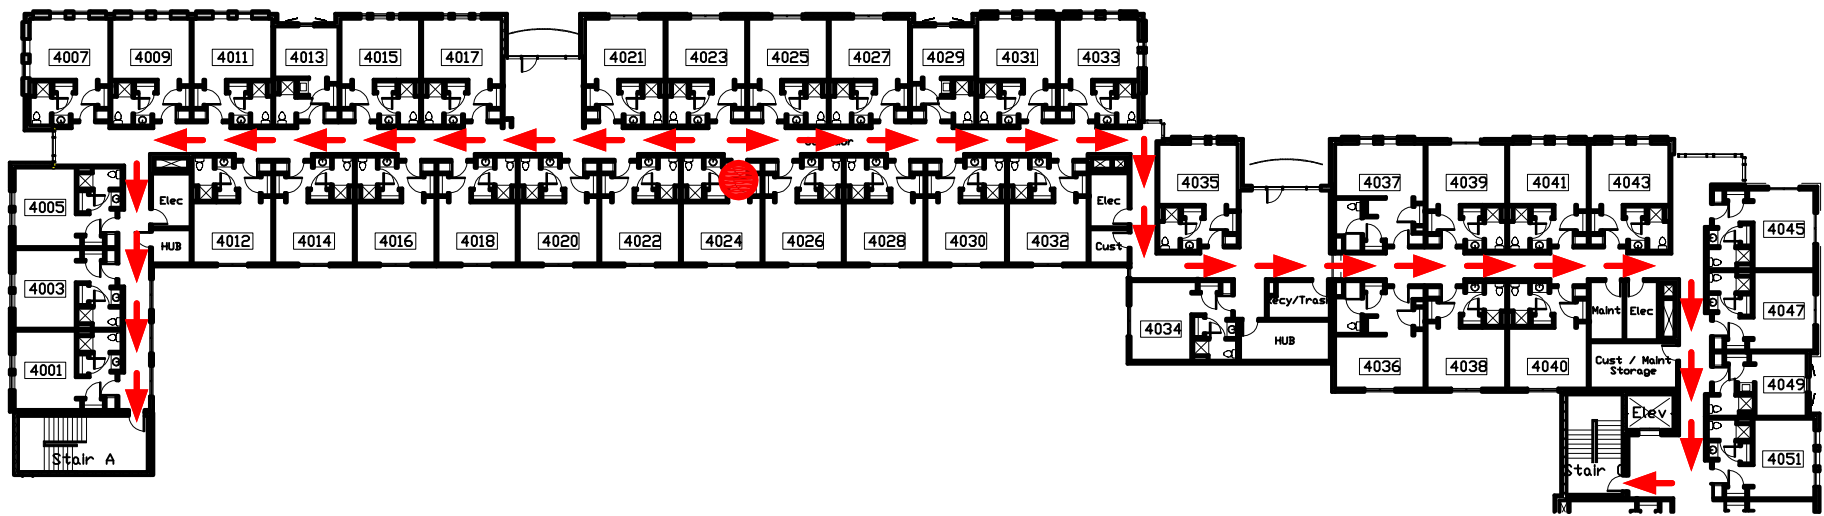 4007 4009 4011 4013 4015 4017 4021 4023 4025 4027 4029 4031 4033
4035 4037 4039 4041 4043
4005 Elec Elec 4045
HUB 4012 4014 4016 4018 4020 4022 4024 4026 4028 4030 4032 Cust
4003 Maint Elec 4047
4034
HUB
4001 4036 4038 4040 Cust / Maint
Storage
4049
Elev
Stair A Stair 4051